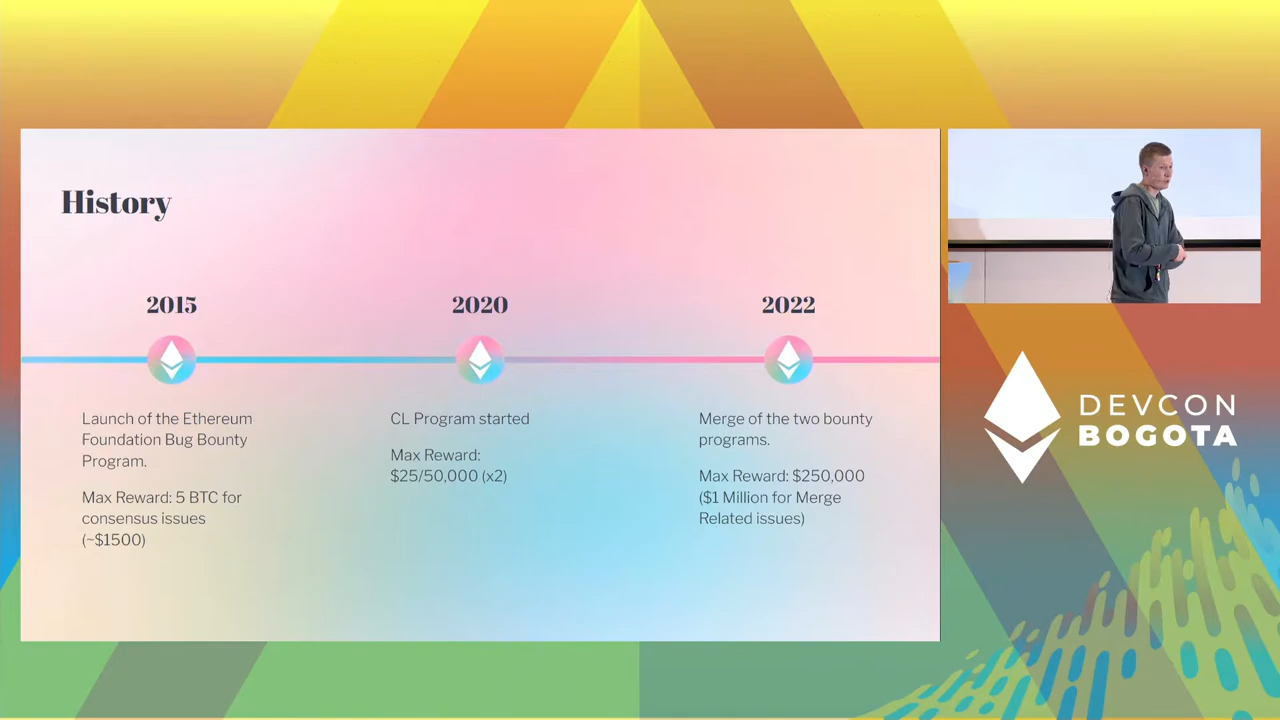 History
2015
Launch of the Ethereum
Foundation Bug Bounty
Program.
Max Reward: 5 BTC for
consensus issues
(~$1500)
2020
CL Program started
Max Reward:
$25/50,000 (x2)
2022
Merge of the two bounty
programs.
Max Reward: $250,000
($1 Million for Merge
Related issues)
DEVCON
BOGOTA